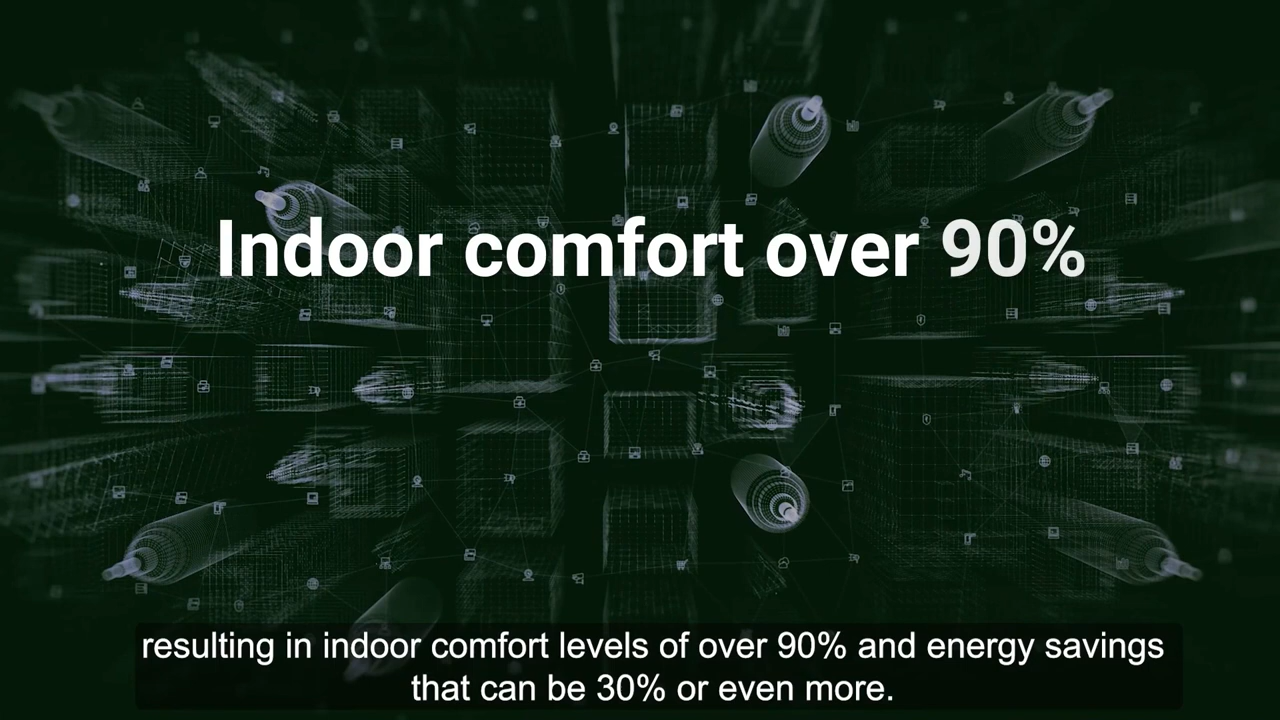 Indoor comfort over 90%
resulting in indoor comfort levels of over 90% and energy savings
that can be 30% or even more.